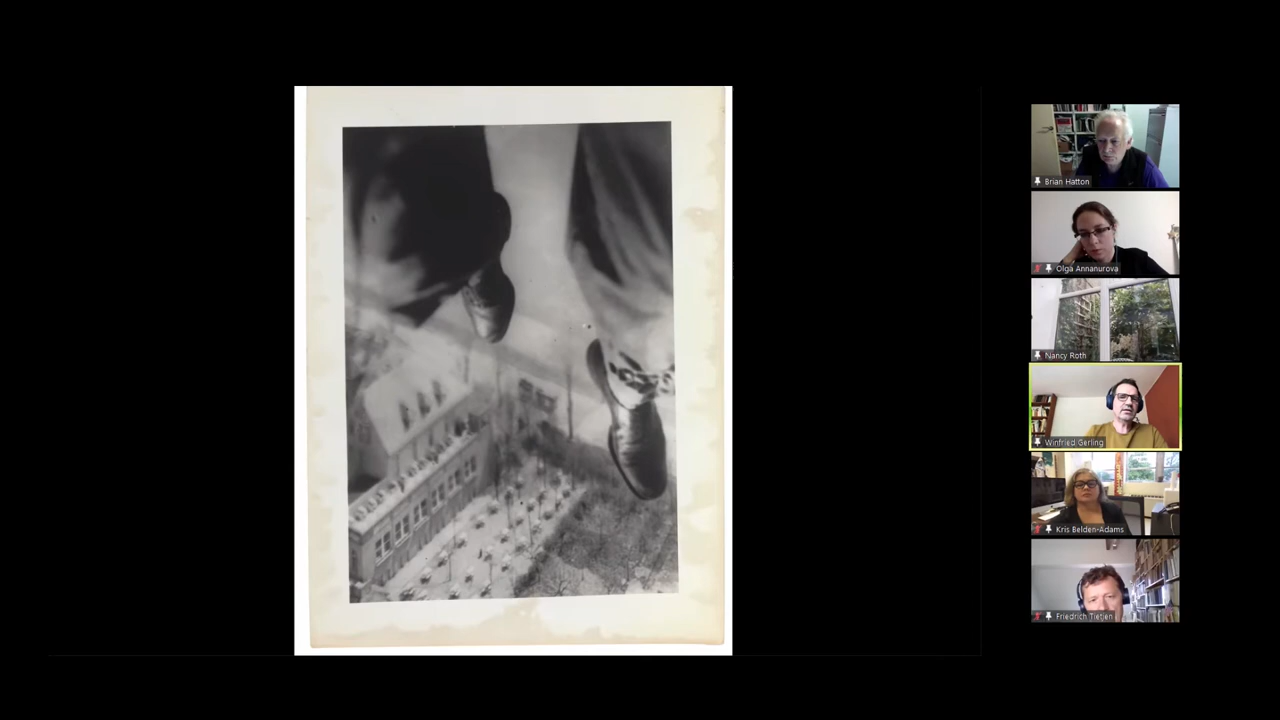 Brian Hatton
Olga Annanurova
Nancy Roth
Winfried Gerling
Kris Belden-Adams
Friedrich Tietjen